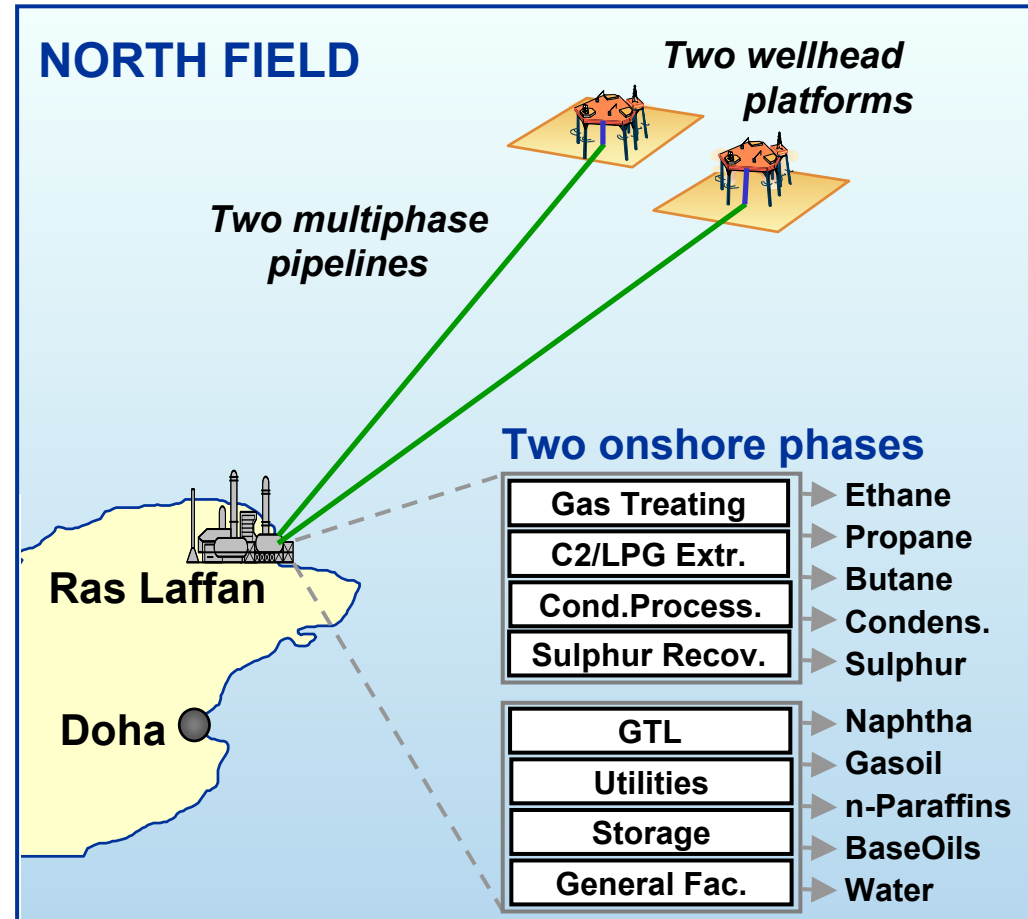 NORTH FIELD
Two wellhead
platforms
Two multiphase
pipelines
Ras Laffan
Doha
Two onshore phases
Gas Treating
C2/LPG Extr.
Cond.Process.
Sulphur Recov.
Ethane
Propane
Butane
Condens.
Sulphur
GTL
Utilities
Storage
General Fac.
Naphtha
Gasoil
n-Paraffins
BaseOils
Water